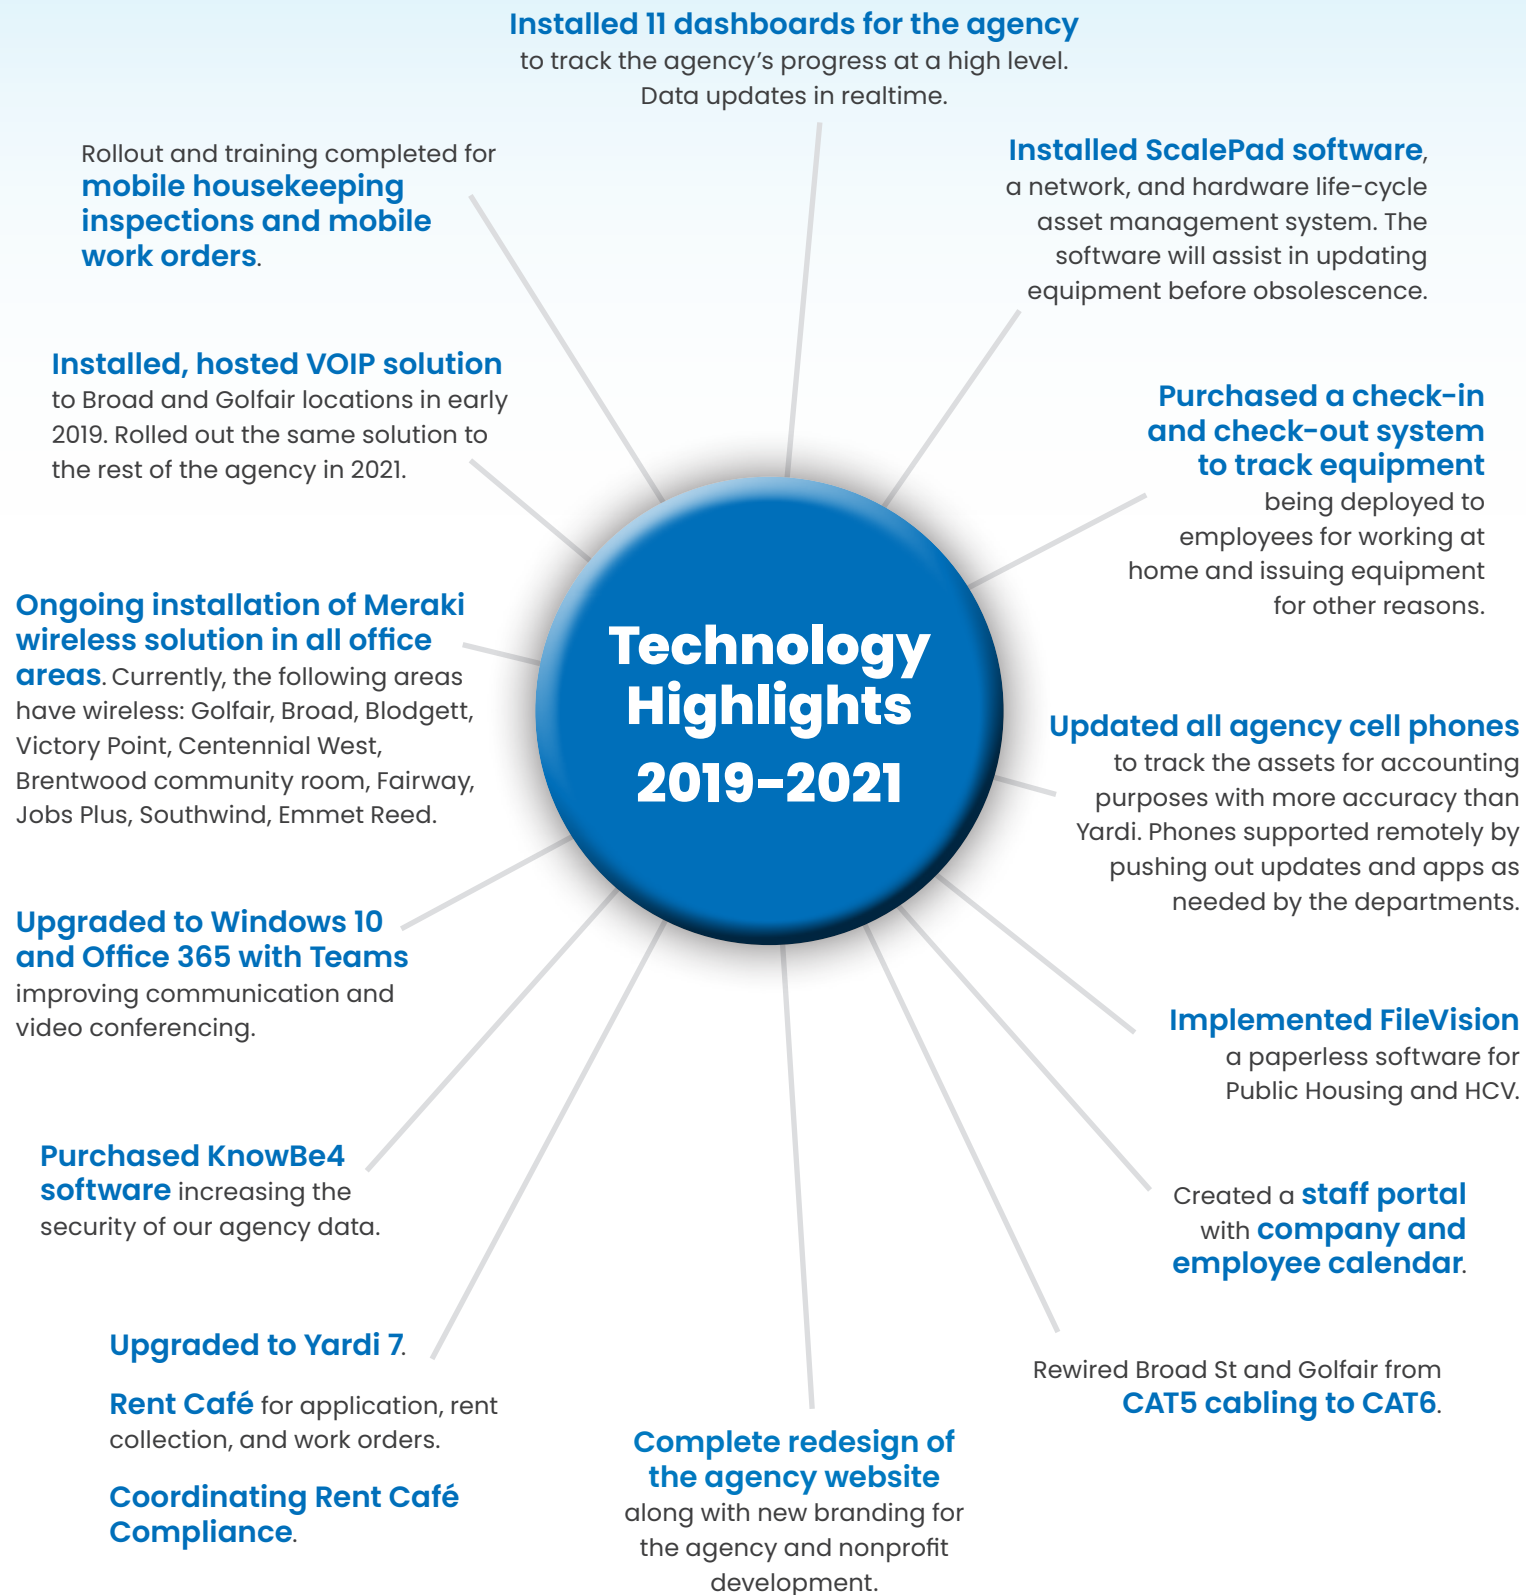 Installed 11 dashboards for the agency
to track the agency’s progress at a high level.
Data updates in realtime.
Rollout and training completed for
mobile housekeeping
inspections and mobile
work orders.
Installed ScalePad software,
a network, and hardware life-cycle
asset management system. The
software will assist in updating
equipment before obsolescence.
Installed, hosted VOIP solution
to Broad and Golfair locations in early
2019. Rolled out the same solution to
the rest of the agency in 2021.
Purchased a check-in
and check-out system
to track equipment
being deployed to
employees for working at
home and issuing equipment
for other reasons.
Ongoing installation of Meraki
wireless solution in all office
areas. Currently, the following areas
have wireless: Golfair, Broad, Blodgett,
Victory Point, Centennial West,
Brentwood community room, Fairway,
Jobs Plus, Southwind, Emmet Reed.
Technology
Highlights
2019-2021
Updated all agency cell phones
to track the assets for accounting
purposes with more accuracy than
Yardi. Phones supported remotely by
pushing out updates and apps as
needed by the departments.
Upgraded to Windows 10
and Office 365 with Teams
improving communication and
video conferencing.
Implemented FileVision
a paperless software for
Public Housing and HCV.
Purchased KnowBe4
software increasing the
security of our agency data.
Created a staff portal
with company and
employee calendar.
Upgraded to Yardi 7.
Rent Café for application, rent
collection, and work orders.
Coordinating Rent Café
Compliance.
Rewired Broad St and Golfair from
CAT5 cabling to CAT6.
Complete redesign of
the agency website
along with new branding for
the agency and nonprofit
development.